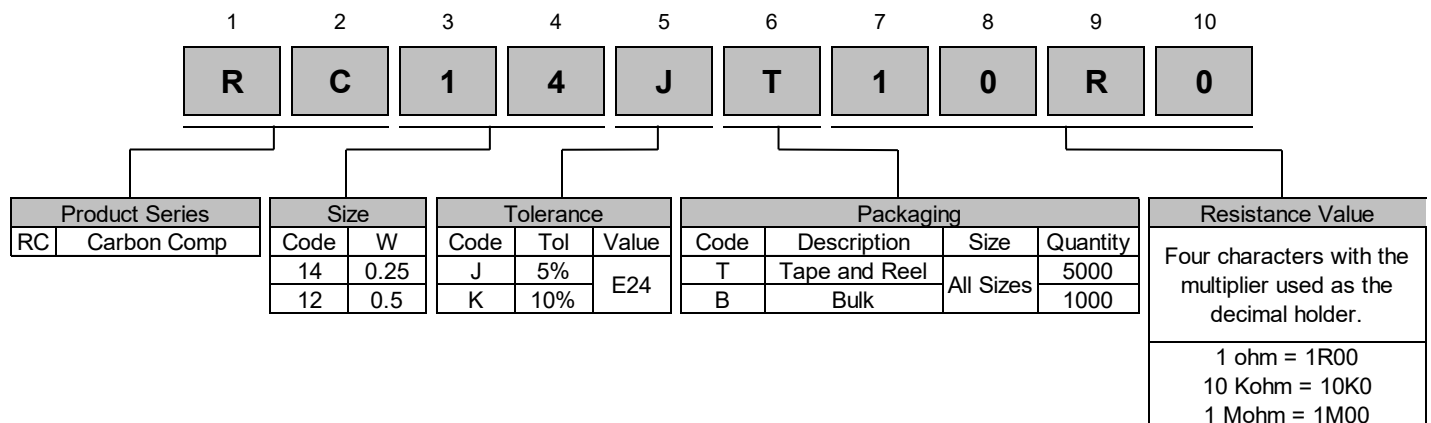 1 2 3 4 5 6 7 8 9 10
R C 1 4 J T 1 0 R 0
Product Series
RC Carbon Comp
Size
Code W
14 0.25
12 0.5
Tolerance
Code Tol Value
J 5% E24
K 10%
Packaging
Code Description Size Quantity
T Tape and Reel All Sizes 5000
B Bulk 1000
Resistance Value
Four characters with the
multiplier used as the
decimal holder.
1 ohm = 1R00
10 Kohm = 10K0
1 Mohm = 1M00